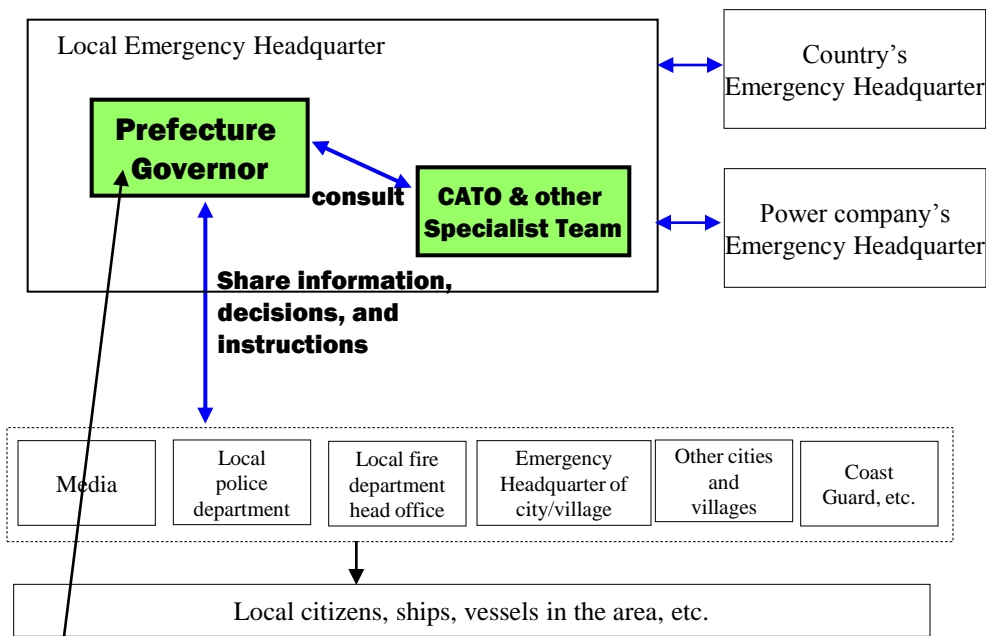 Local Emergency Headquarter
Country's
Emergency Headquarter
Prefecture
Governor
consult
CATO & other
Specialist Team
Power company's
Emergency Headquarter
Share information,
decisions, and
instructions
Media
Local
police
department
Local fire
department
head office
Emergency
Headquarter of
city/village
Other cities
and
villages
Coast
Guard, etc.
Local citizens, ships, vessels in the area, etc.